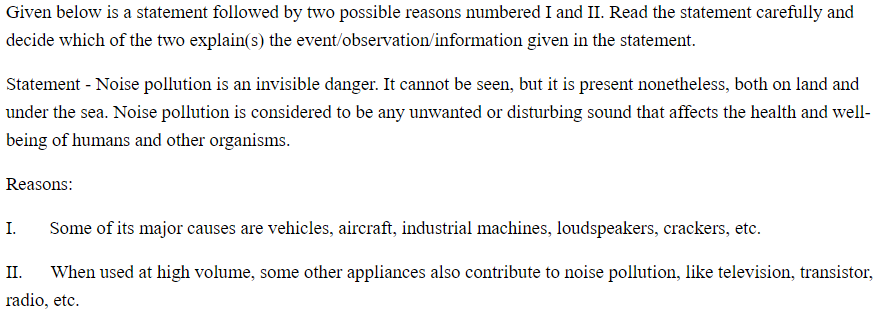 Given below is a statement followed by two possible reasons numbered I and II. Read the statement carefully and
decide which of the two explain(s) the event/observation/information given in the statement.
Statement - Noise pollution is an invisible danger. It cannot be seen, but it is present nonetheless, both on land and
under the sea. Noise pollution is considered to be any unwanted or disturbing sound that affects the health and well-
being of humans and other organisms.
Reasons:
I. Some of its major causes are vehicles, aircraft, industrial machines, loudspeakers, crackers, etc.
II. When used at high volume, some other appliances also contribute to noise pollution, like television, transistor,
radio, etc.